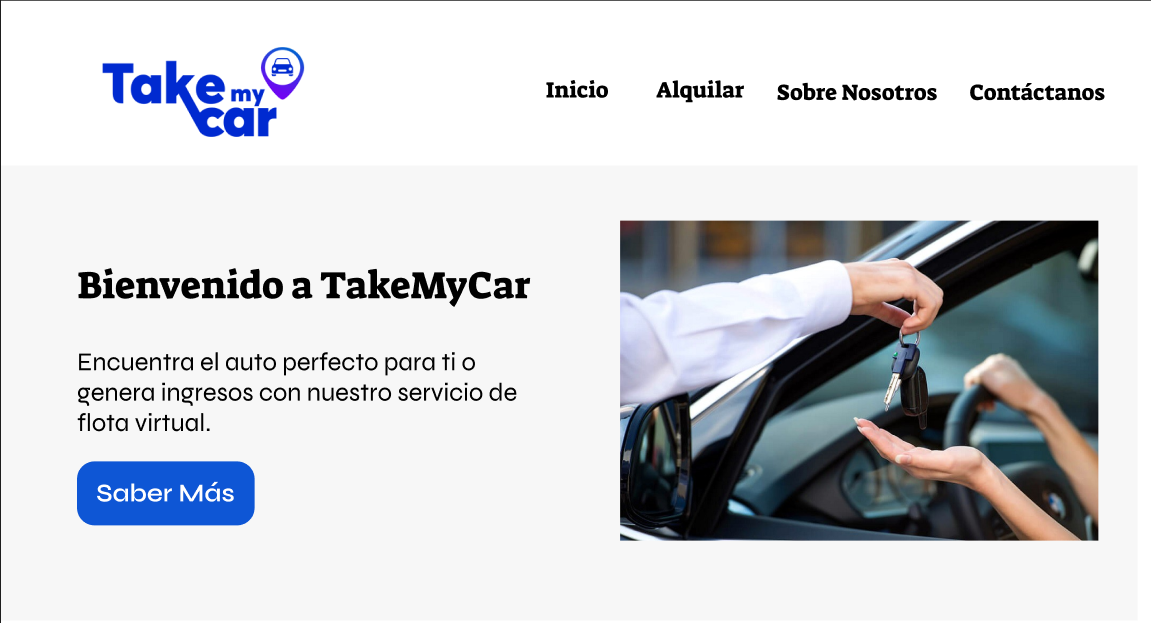 Take my
car
Inicio Alquilar Sobre Nosotros Contáctanos
Bienvenido a TakeMyCar
Encuentra el auto perfecto para ti o
genera ingresos con nuestro servicio de
flota virtual.
Saber Más